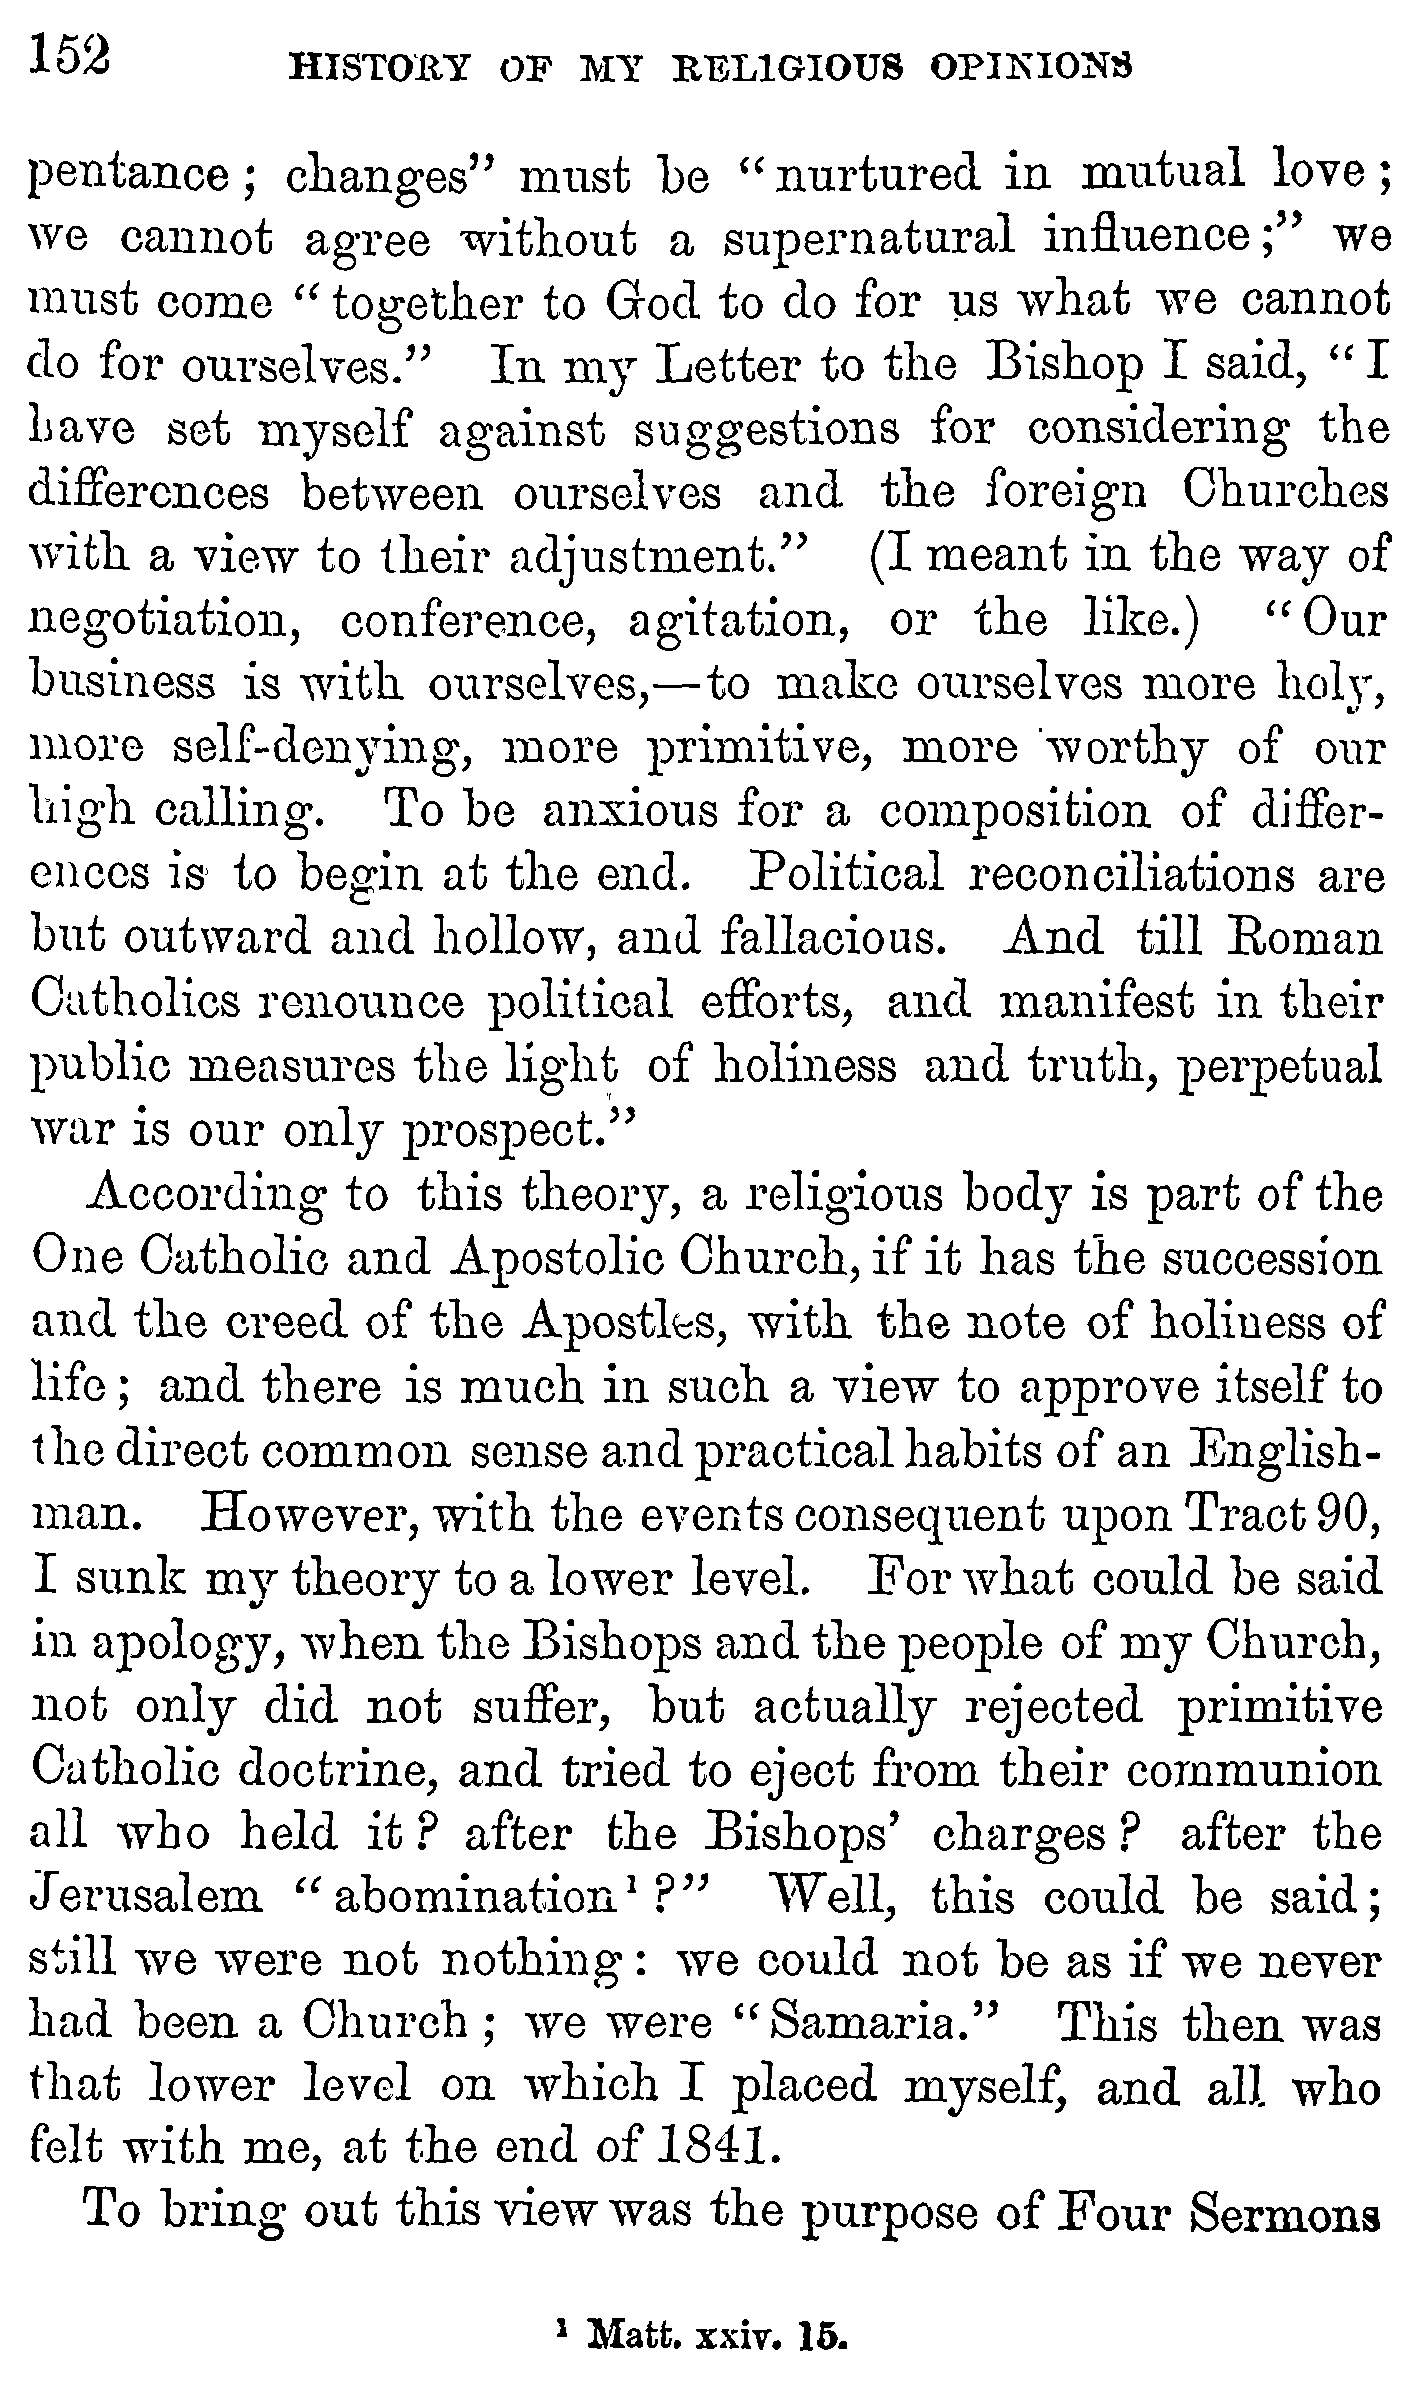 152 HISTORY OF MY RELIGIOUS OPINIONS
pentance; changes” must be “nurtured in mutual love;
we cannot agree without a supernatural influence;” we
must come “together to God to do for us what we cannot
do for ourselves.” In my Letter to the Bishop I said, “I
have set myself against suggestions for considering the
differences between ourselves and the foreign Churches
with a view to their adjustment.” (I meant in the way of
negotiation, conference, agitation, or the like.) “Our
business is with ourselves,—to make ourselves more holy,
more self-denying, more primitive, more worthy of our
high calling. To be anxious for a composition of differ-
ences is to begin at the end. Political reconciliations are
but outward and hollow, and fallacious. And till Roman
Catholics renounce political efforts, and manifest in their
public measures the light of holiness and truth, perpetual
war is our only prospect.”
According to this theory, a religious body is part of the
One Catholic and Apostolic Church, if it has the succession
and the creed of the Apostles, with the note of holiness of
life; and there is much in such a view to approve itself to
the direct common sense and practical habits of an English-
man. However, with the events consequent upon Tract 90,
I sunk my theory to a lower level. For what could be said
in apology, when the Bishops and the people of my Church,
not only did not suffer, but actually rejected primitive
Catholic doctrine, and tried to eject from their communion
all who held it? after the Bishops’ charges? after the
Jerusalem “abomination¹?” Well, this could be said;
still we were not nothing: we could not be as if we never
had been a Church; we were “Samaria.” This then was
that lower level on which I placed myself, and all who
felt with me, at the end of 1841.
To bring out this view was the purpose of Four Sermons
¹ Matt. xxiv. 15.